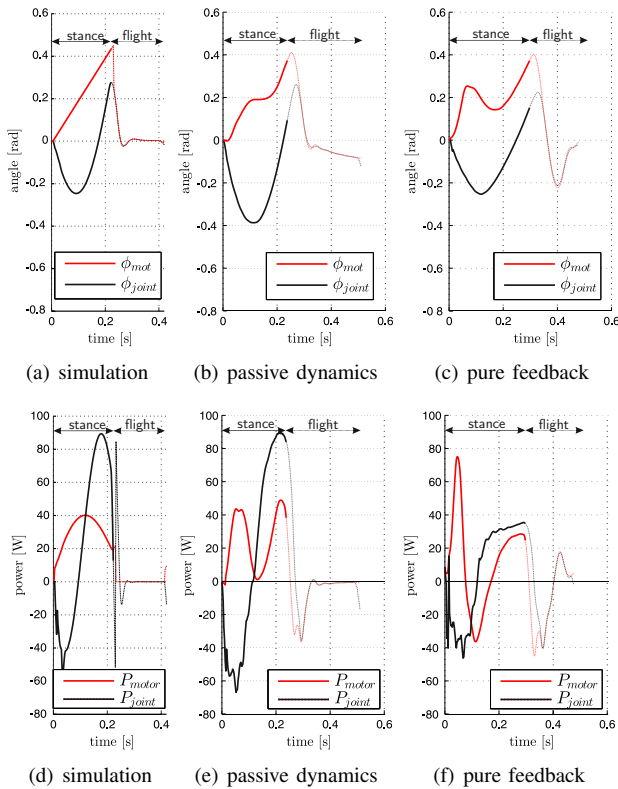 0.6
0.4
0.2
0
-0.2
-0.4
0.6
-0.8
angle [rad]
stance flight
ϕmot
ϕjoint
0 0.2 0.4
time [s]
(a) simulation
0.6
0.4
0.2
0
-0.2
-0.4
0.6
-0.8
angle [rad]
stance flight
ϕmot
ϕjoint
0 0.2 0.4 0.6
time [s]
(b) passive dynamics
0.6
0.4
0.2
0
-0.2
-0.4
0.6
-0.8
angle [rad]
stance flight
ϕmot
ϕjoint
0 0.2 0.4 0.6
time [s]
(c) pure feedback
100
80
60
40
20
0
-20
-40
-60
-80
power [W]
stance flight
Pmotor
Pjoint
0 0.2 0.4
time [s]
(d) simulation
100
80
60
40
20
0
-20
-40
-60
-80
power [W]
stance flight
Pmotor
Pjoint
0 0.2 0.4 0.6
time [s]
(e) passive dynamics
100
80
60
40
20
0
-20
-40
-60
-80
power [W]
stance flight
Pmotor
Pjoint
0 0.2 0.4 0.6
time [s]
(f) pure feedback